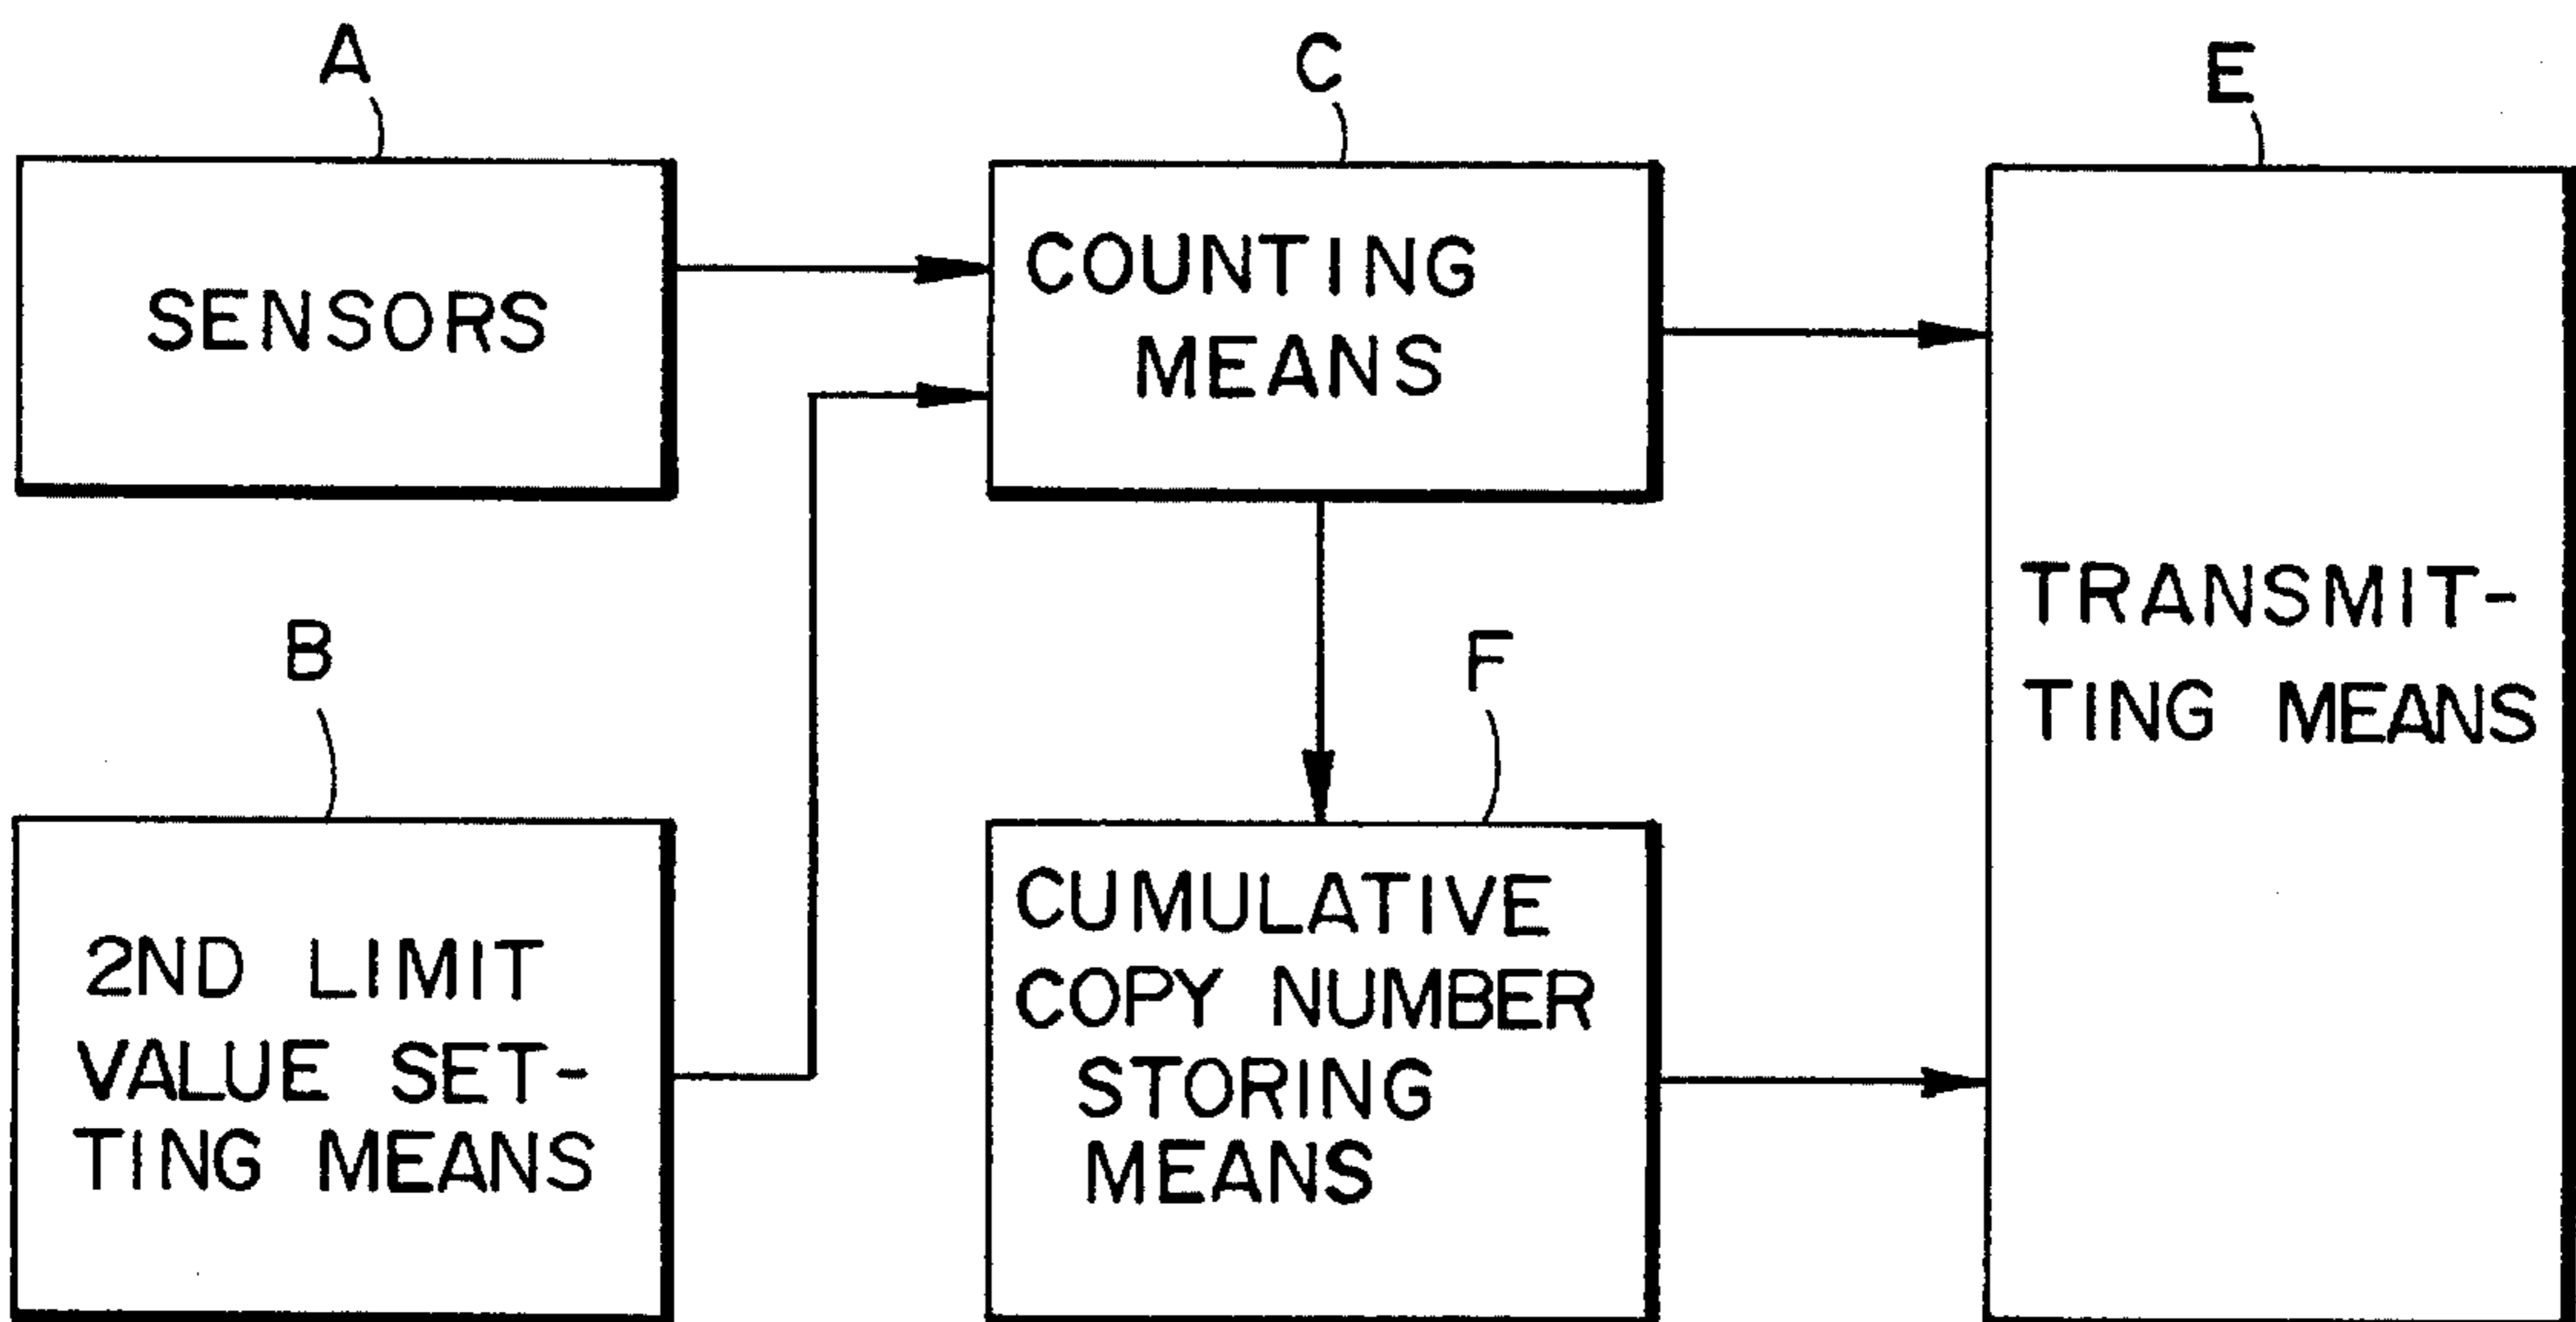 A
SENSORS
B
2ND LIMIT
VALUE SET-
TING MEANS
C
COUNTING
MEANS
F
CUMULATIVE
COPY NUMBER
STORING
MEANS
E
TRANSMIT-
TING MEANS